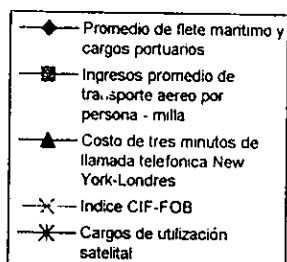 Promedio de flete maritimo y
cargos portuarios
Ingresos promedio de
transporte aereo por
persona - milla
Costo de tres minutos de
llamada telefonica New
York-Londres
Indice CIF-FOB
Cargos de utilización
satelital